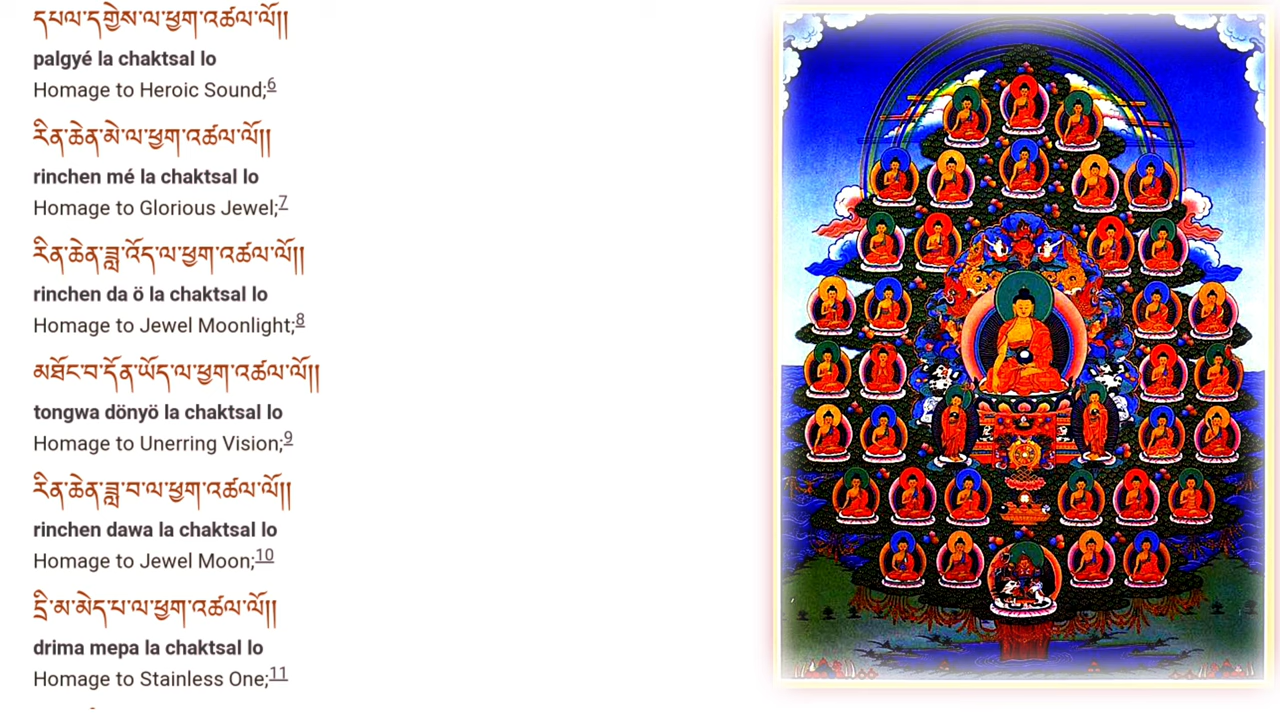 དཔལ་དགྱེས་ལ་ཕྱག་འཚལ་ལོ།།
palgyé la chaktsal lo
Homage to Heroic Sound;6
རིན་ཆེན་མེ་ལ་ཕྱག་འཚལ་ལོ།།
rinchen mé la chaktsal lo
Homage to Glorious Jewel;7
རིན་ཆེན་ཟླ་འོད་ལ་ཕྱག་འཚལ་ལོ།།
rinchen da ö la chaktsal lo
Homage to Jewel Moonlight;8
མཐོང་བ་དོན་ཡོད་ལ་ཕྱག་འཚལ་ལོ།།
tongwa dönyö la chaktsal lo
Homage to Unerring Vision;9
རིན་ཆེན་ཟླ་བ་ལ་ཕྱག་འཚལ་ལོ།།
rinchen dawa la chaktsal lo
Homage to Jewel Moon;10
དྲི་མ་མེད་པ་ལ་ཕྱག་འཚལ་ལོ།།
drima mepa la chaktsal lo
Homage to Stainless One;11